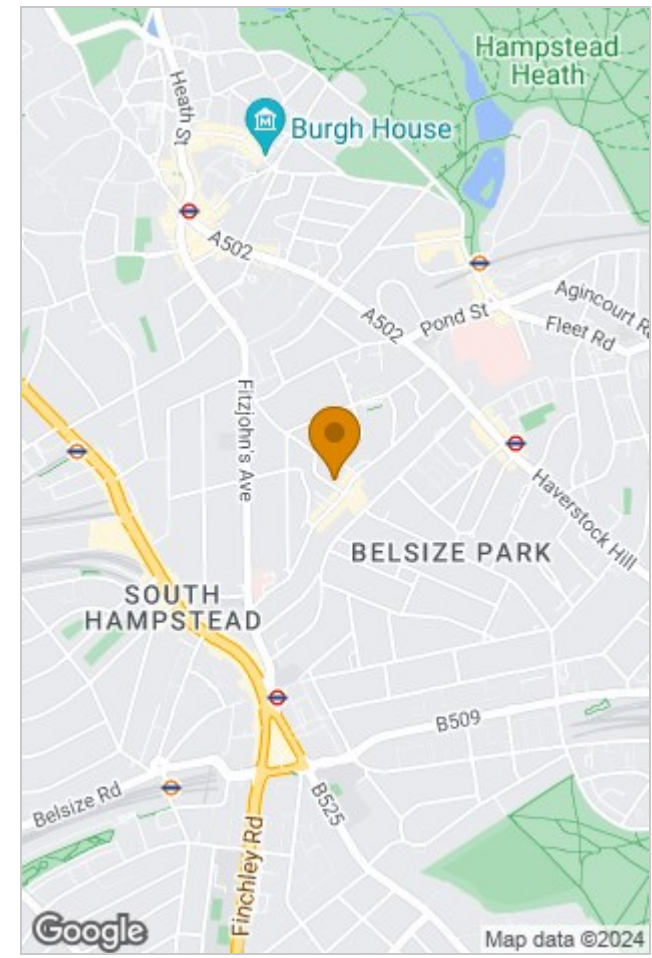 Hampstead
Heath
Heath St
Burgh House
A502
A502
Pond St
Agincourt R
Fleet Rd
Fitzjohn's Ave
Haverstock Hill
BELSIZE PARK
SOUTH
HAMPSTEAD
B509
Belsize Rd
B525
Finchley Rd
Google
Map data ©2024